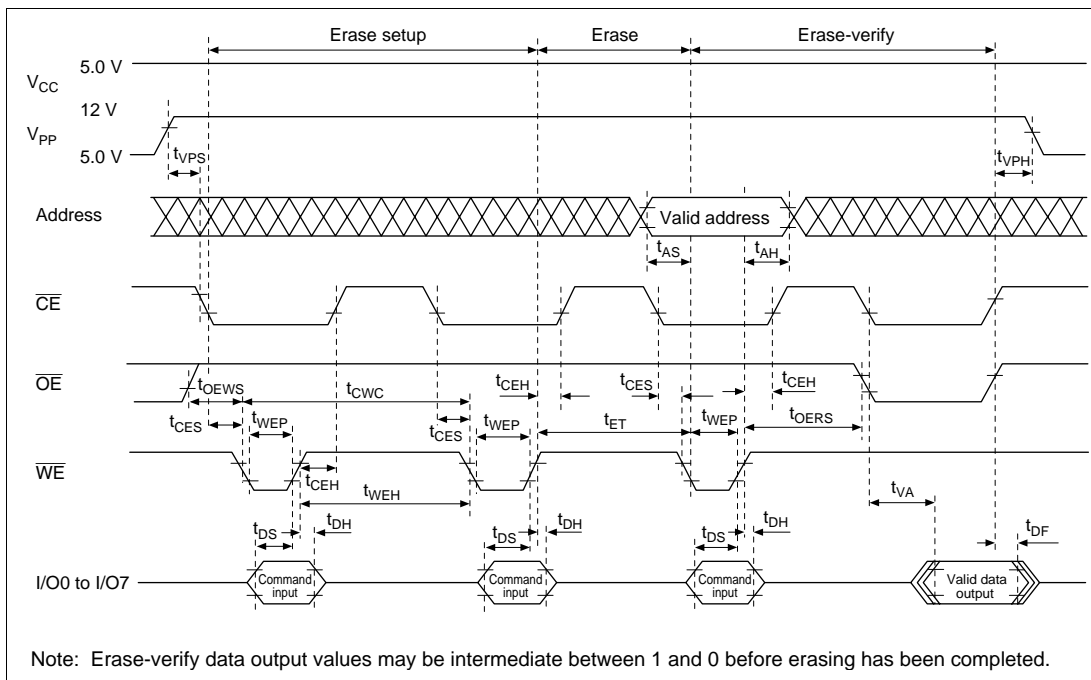 Erase setup Erase Erase-verify
5.0 V
VCC
12 V
VPP
5.0 V
tVPS tVPH
Address Valid address
tAS tAH
CE
OE
tOEWS tCWC tCEH tCES tCEH
tCES tWEP tCES tWEP tET tWEP tOERS
WE
tCEH tWEH tVA
tDS tDH tDS tDH tDS tDH tDF
I/O0 to I/O7 Command input Command input Command input Valid data output
Note: Erase-verify data output values may be intermediate between 1 and 0 before erasing has been completed.